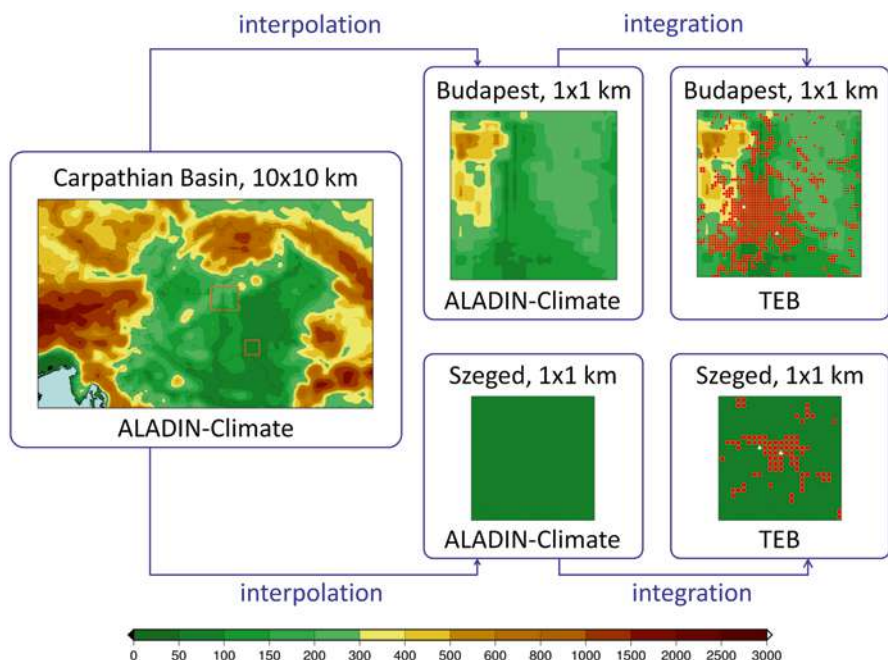 interpolation
integration
Budapest, 1x1 km
ALADIN-Climate
Budapest, 1x1 km
TEB
Carpathian Basin, 10x10 km
ALADIN-Climate
Szeged, 1x1 km
ALADIN-Climate
Szeged, 1x1 km
TEB
interpolation
integration
0 50 100 150 200 300 400 500 600 800 1000 1500 2000 2500 3000